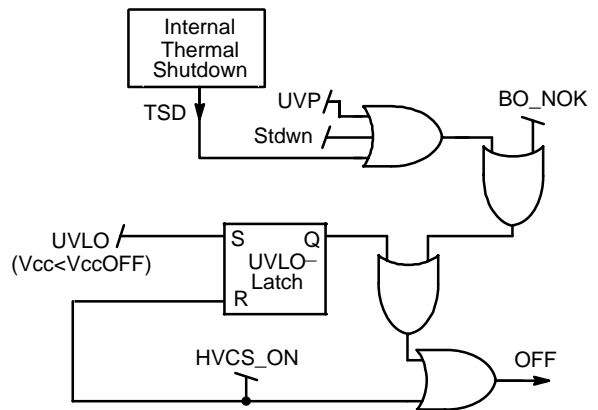 Internal
Thermal
Shutdown
TSD
UVP
BO_NOK
Stdwn
UVLO
(Vcc<VccOFF)
S
Q
UVLO
Latch
R
HVCS_ON
OFF